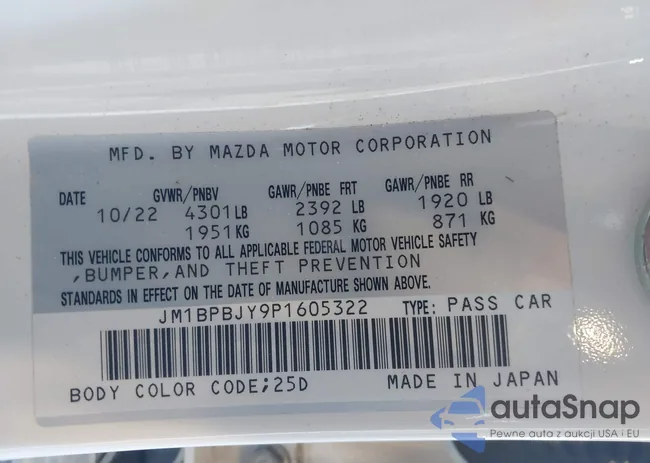 MFD. BY MAZDA MOTOR CORPORATION
DATE GVWR/PNBV GAWR/PNBE FRT GAWR/PNBE RR
10/22 4301LB 2392 LB 1920 LB
1951KG 1085 KG 871 KG
THIS VEHICLE CONFORMS TO ALL APPLICABLE FEDERAL MOTOR VEHICLE SAFETY
,BUMPER,AND THEFT PREVENTION
STANDARDS IN EFFECT ON THE DATE OF MANUFACTURE SHOWN ABOVE.
JM1BPBJY9P1605322 TYPE: PASS CAR
BODY COLOR CODE;25D MADE IN JAPAN
autaSnap
Pewne auta z aukcji USA i EU